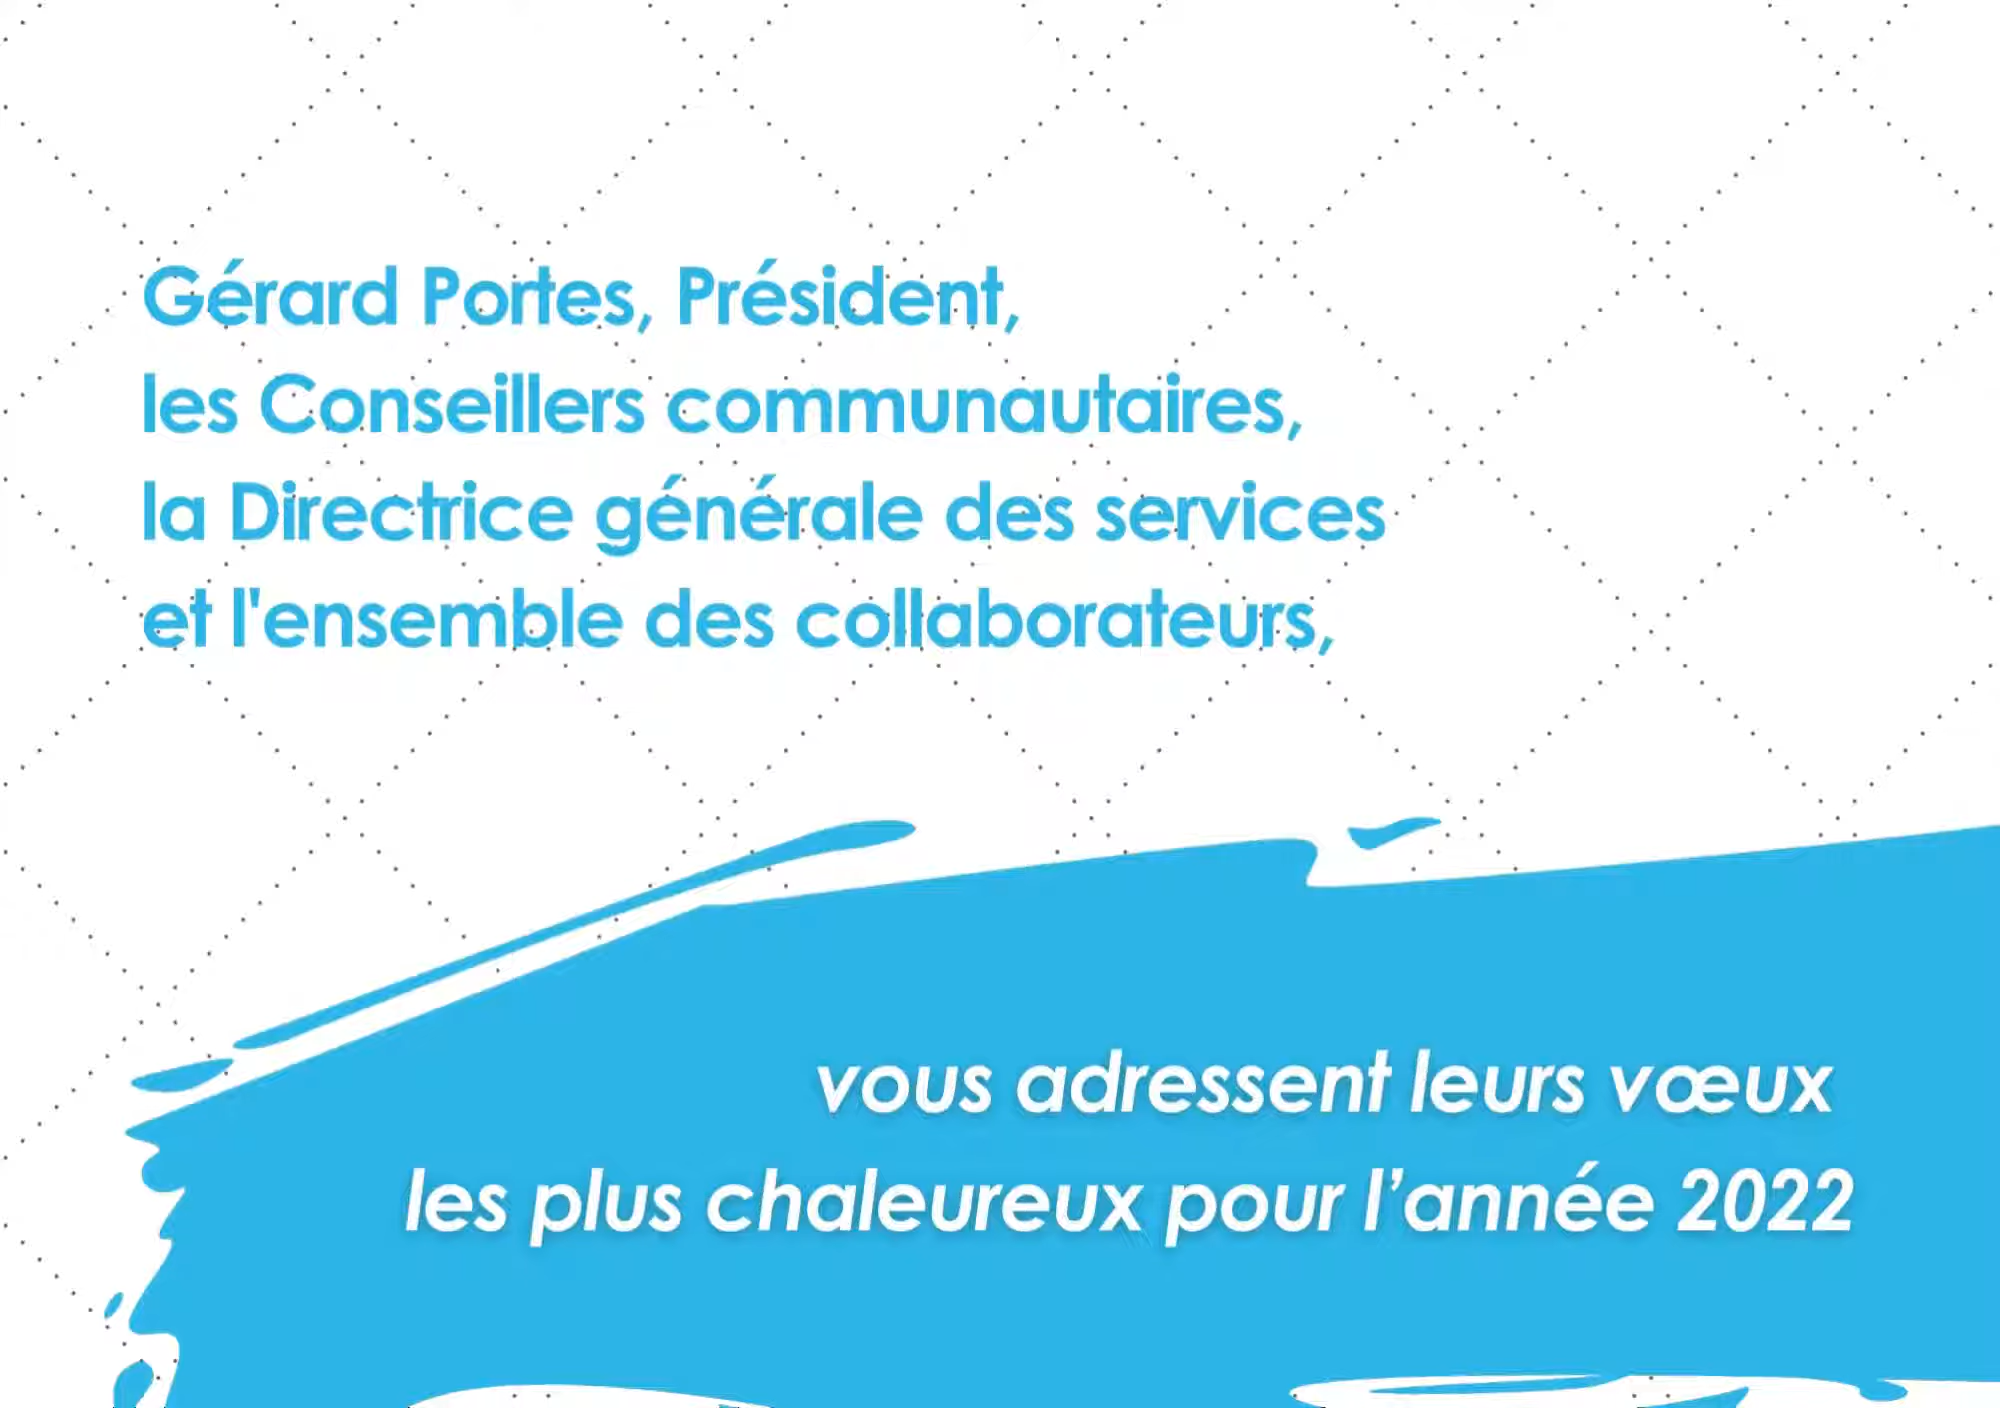 Gérard Portes, Président,
les Conseillers communautaires,
la Directrice générale des services
et l'ensemble des collaborateurs,
vous adressent leurs vœux
les plus chaleureux pour l’année 2022